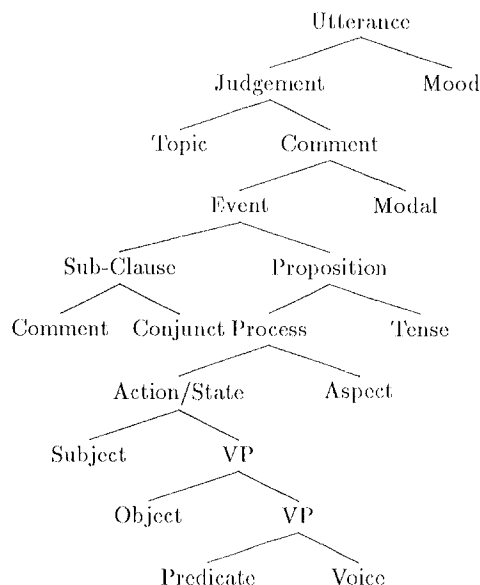 Utterance
Judgement Mood
Topic Comment
Event Modal
Sub-Clause Proposition
Comment Conjunct Process Tense
Action/State Aspect
Subject VP
Object VP
Predicate Voice